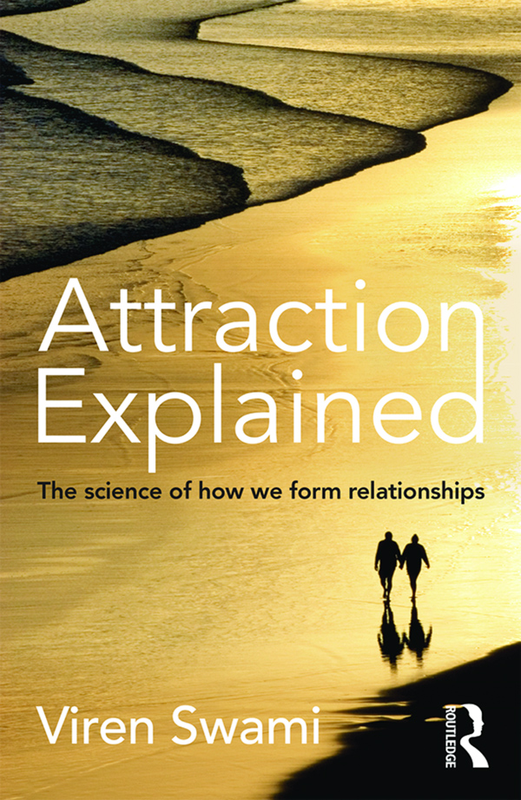 Attraction
Explained
The science of how we form relationships
Viren Swami
ROUTLEDGE